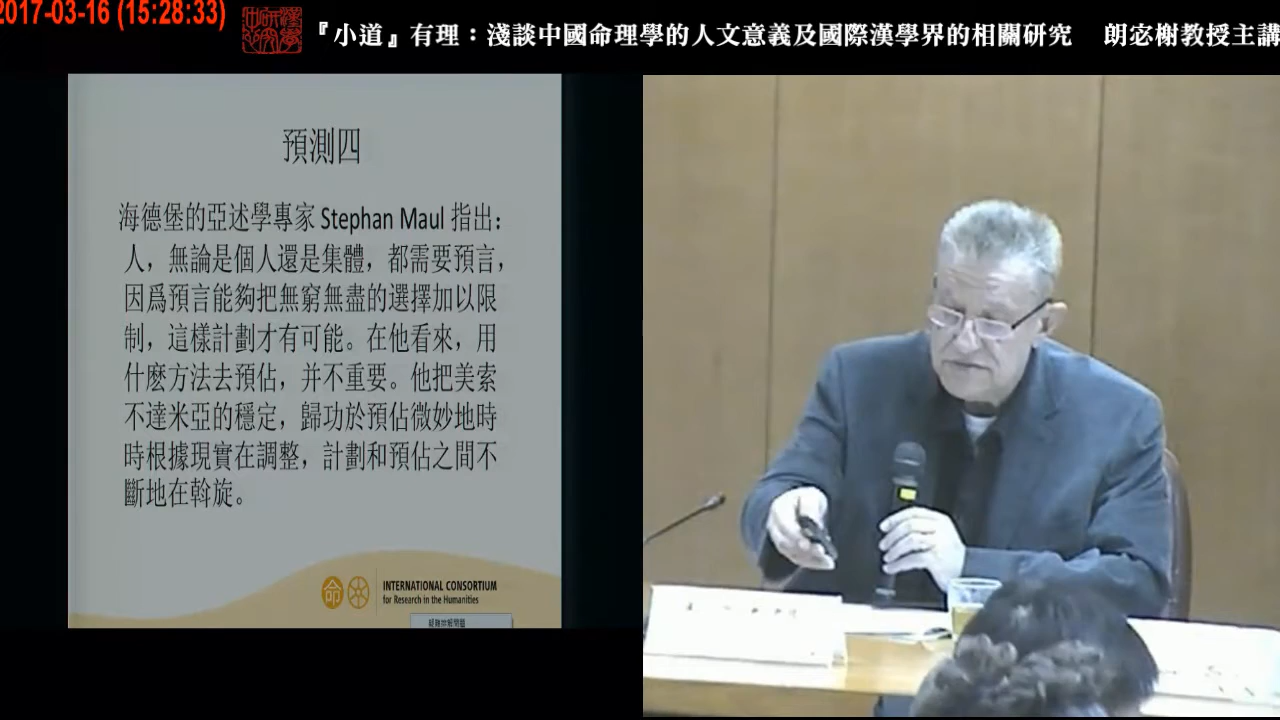 2017-03-16 (15:28:33)
『小道』有理：淺談中國命理學的人文意義及國際漢學界的相關研究　朗宓榭教授主講
預測四
海德堡的亞述學專家 Stephan Maul 指出：
人，無論是個人還是集體，都需要預言，
因爲預言能夠把無窮無盡的選擇加以限
制，這樣計劃才有可能。在他看來，用
什麽方法去預佔，并不重要。他把美索
不達米亞的穩定，歸功於預佔微妙地時
時根據現實在調整，計劃和預佔之間不
斷地在斡旋。
命
INTERNATIONAL CONSORTIUM
for Research in the Humanities